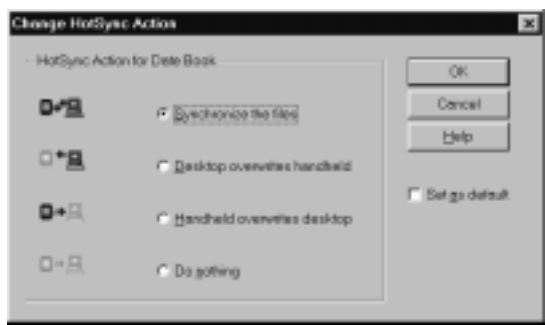 Change HotSync Action
HotSync Action for Date Book
OK
Synchronize the files
Cancel
Help
Desktop overwrites handheld
Set as default
Handheld overwrites desktop
Do nothing